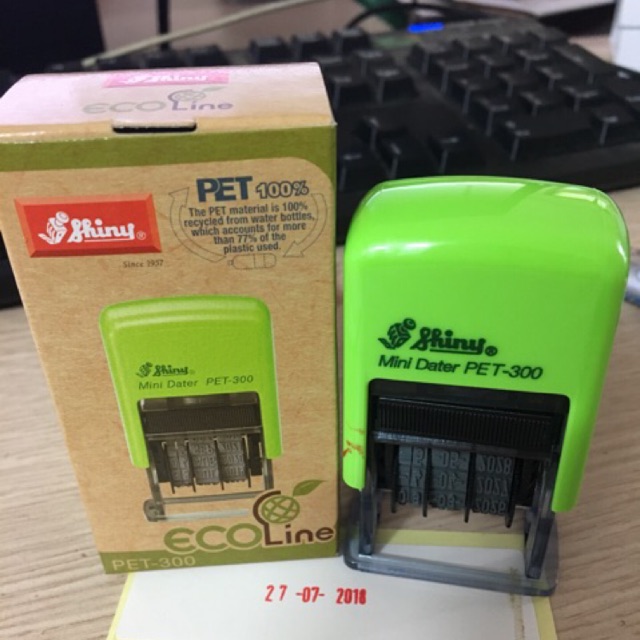 Shiny
ECO Line
Shiny
Since 1937
PET 100%
The PET material is 100%
recycled from water bottles,
which accounts for more
than 77% of the
plastic used.
Shiny
Mini Dater PET-300
ECO Line
PET-300
Shiny
Mini Dater PET-300
27 -07- 2018